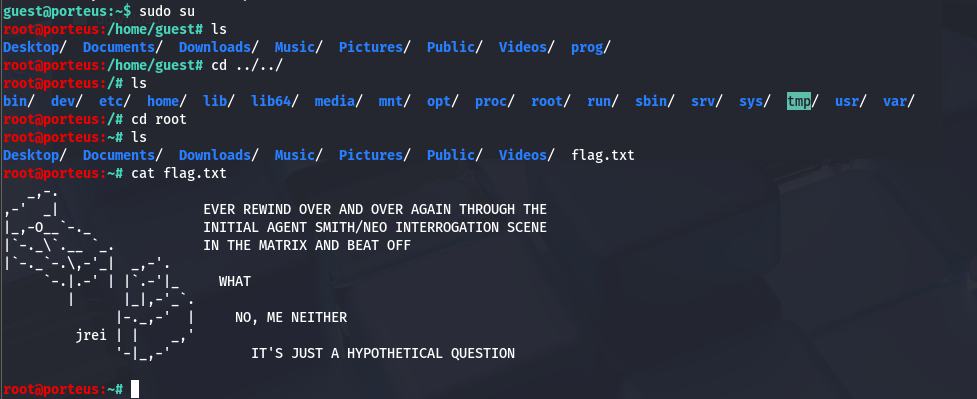 guest@porteus:~$ sudo su
root@porteus:/home/guest# ls
Desktop/  Documents/  Downloads/  Music/  Pictures/  Public/  Videos/  prog/
root@porteus:/home/guest# cd ../../
root@porteus:/# ls
bin/  dev/  etc/  home/  lib/  lib64/  media/  mnt/  opt/  proc/  root/  run/  sbin/  srv/  sys/  tmp/  usr/  var/
root@porteus:/# cd root
root@porteus:~# ls
Desktop/  Documents/  Downloads/  Music/  Pictures/  Public/  Videos/  flag.txt
root@porteus:~# cat flag.txt
EVER REWIND OVER AND OVER AGAIN THROUGH THE
INITIAL AGENT SMITH/NEO INTERROGATION SCENE
IN THE MATRIX AND BEAT OFF
WHAT
NO, ME NEITHER
jrei
IT'S JUST A HYPOTHETICAL QUESTION
root@porteus:~#